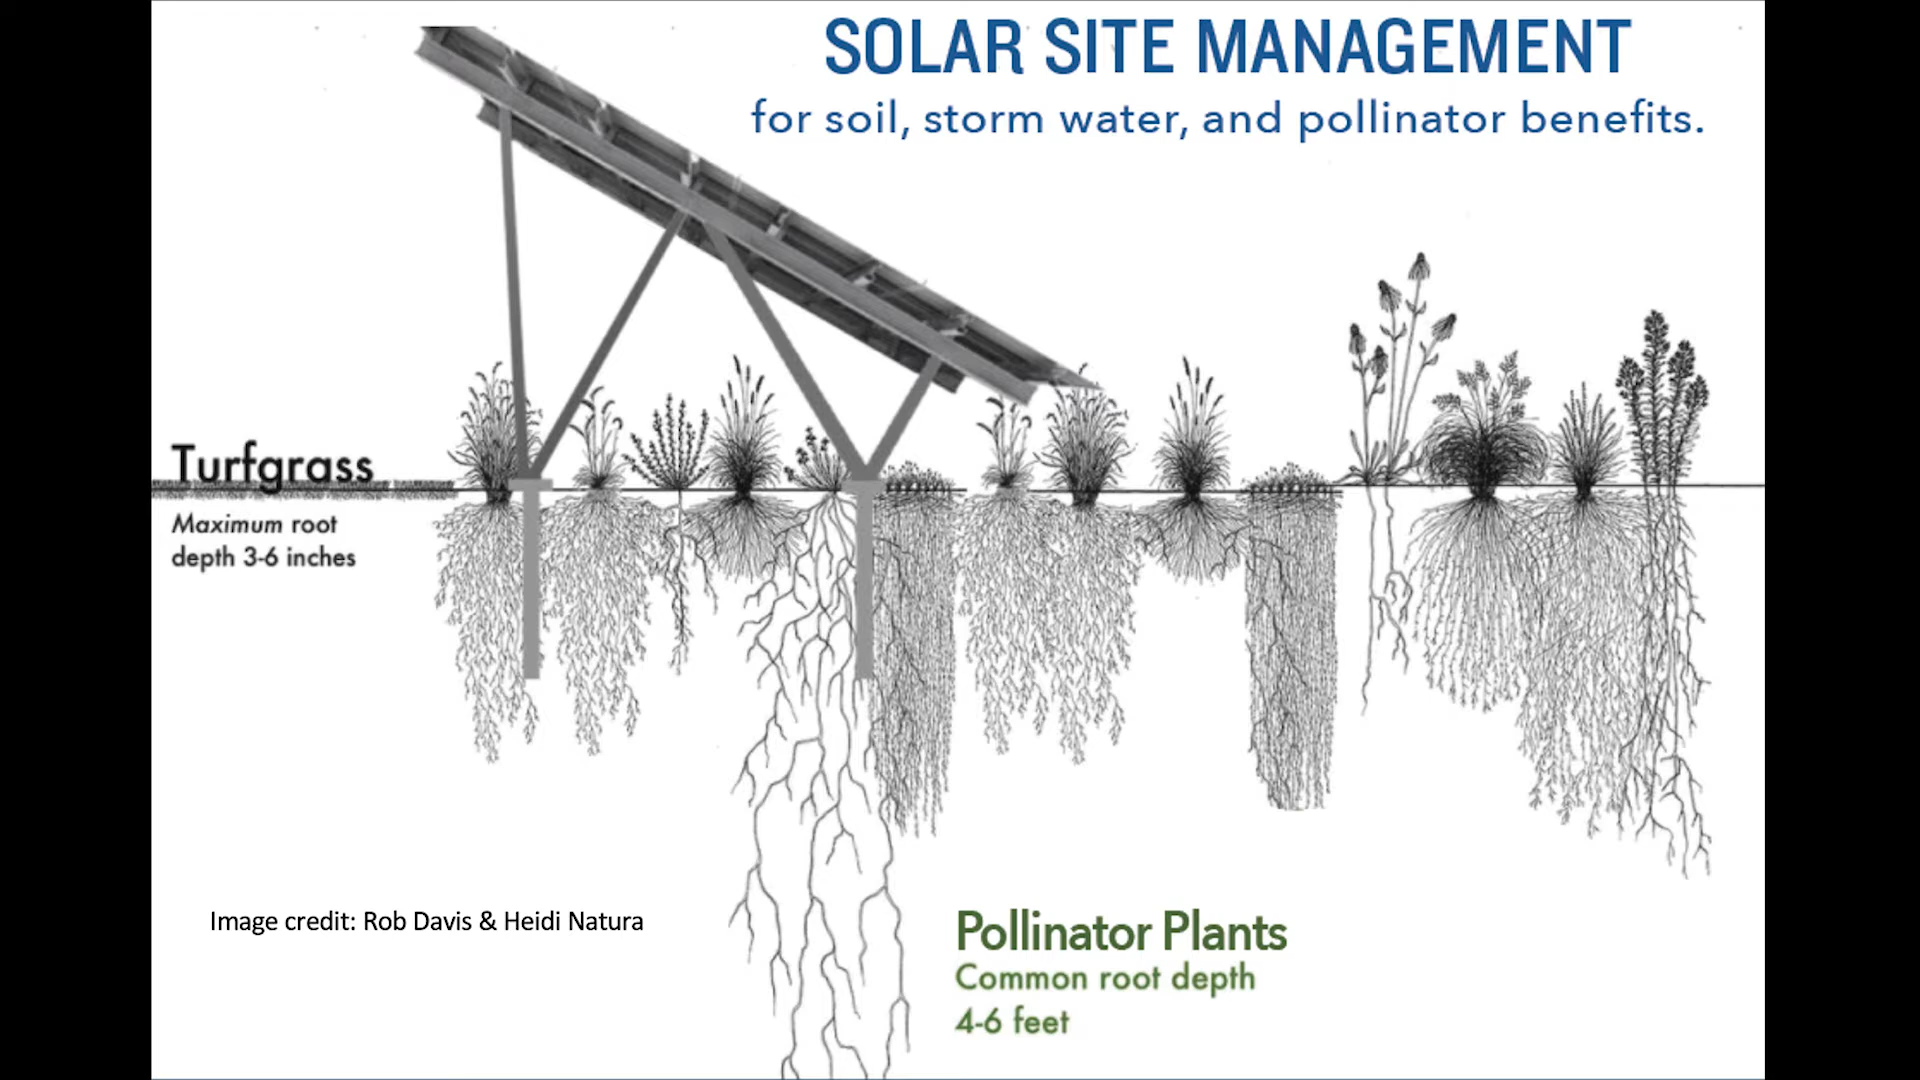 SOLAR SITE MANAGEMENT
for soil, storm water, and pollinator benefits.
Turfgrass
Maximum root
depth 3-6 inches
Image credit: Rob Davis & Heidi Natura
Pollinator Plants
Common root depth
4-6 feet